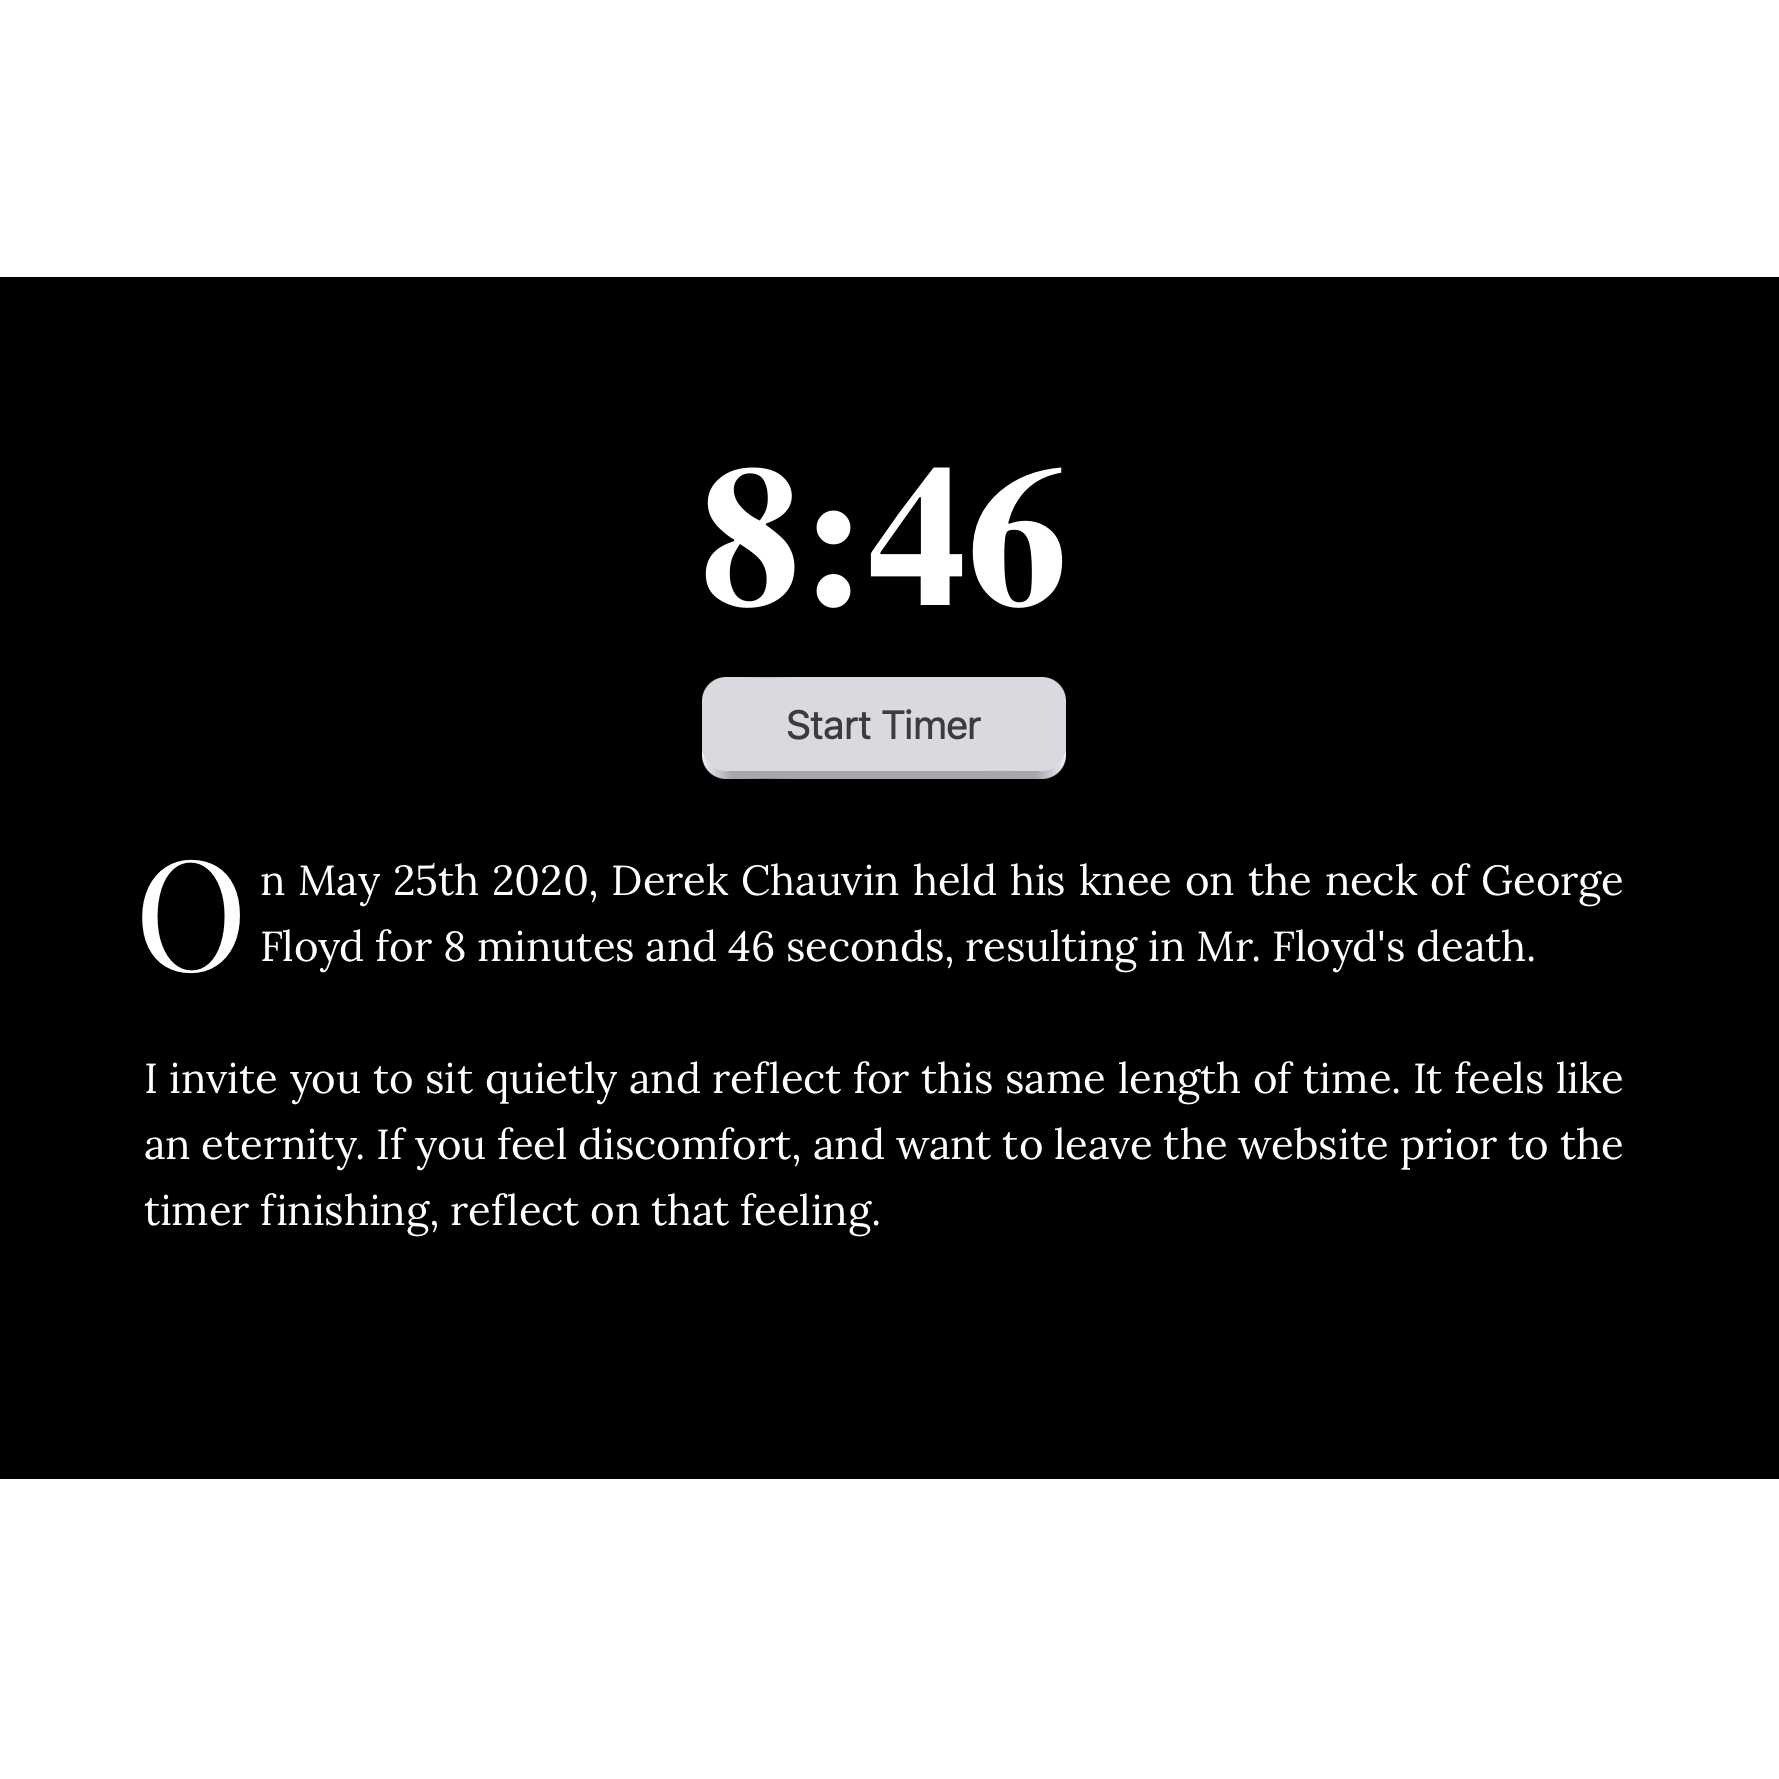 8:46
Start Timer
On May 25th 2020, Derek Chauvin held his knee on the neck of George
Floyd for 8 minutes and 46 seconds, resulting in Mr. Floyd's death.
I invite you to sit quietly and reflect for this same length of time. It feels like
an eternity. If you feel discomfort, and want to leave the website prior to the
timer finishing, reflect on that feeling.